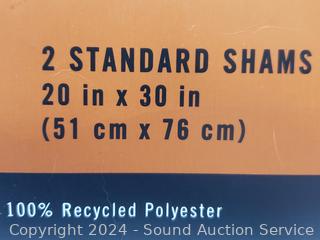 2 STANDARD SHAMS
20 in x 30 in
(51 cm x 76 cm)
100% Recycled Polyester
Copyright 2024 - Sound Auction Service